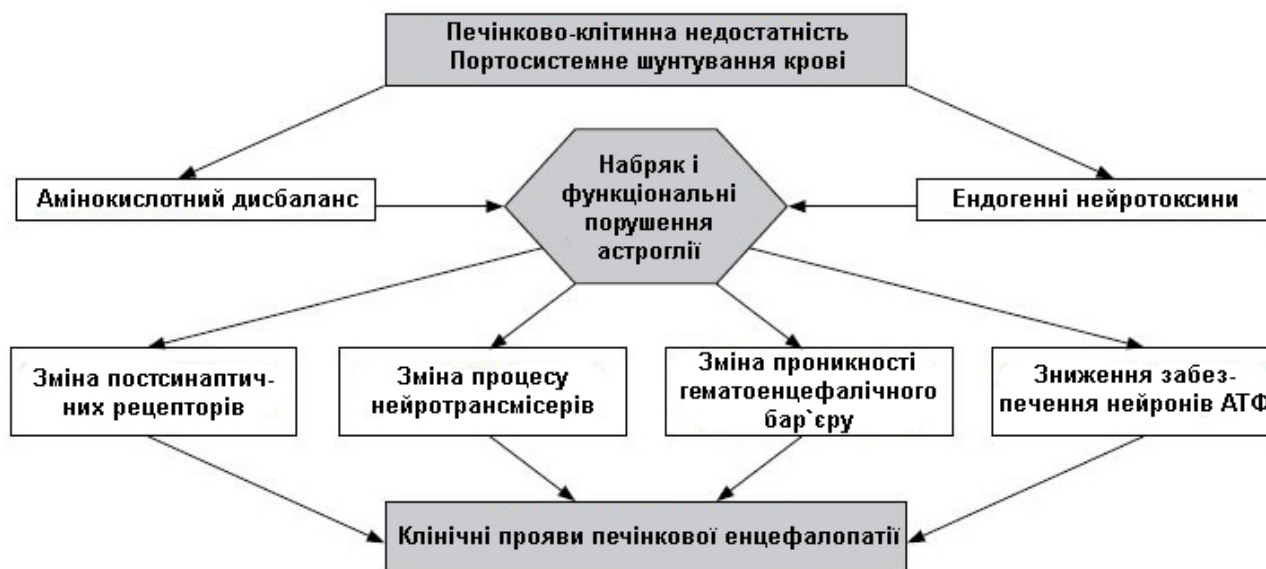 Печінково-клітинна недостатність
Портосистемне шунтування крові
Амінокислотний дисбаланс
Набряк і
функціональні
порушення
астроглії
Ендогенні нейротоксини
Зміна постсинаптич-
них рецепторів
Зміна процесу
нейротрансмісерів
Зміна проникності
гематоенцефалічного
бар`єру
Зниження забез-
печення нейронів АТФ
Клінічні прояви печінкової енцефалопатії